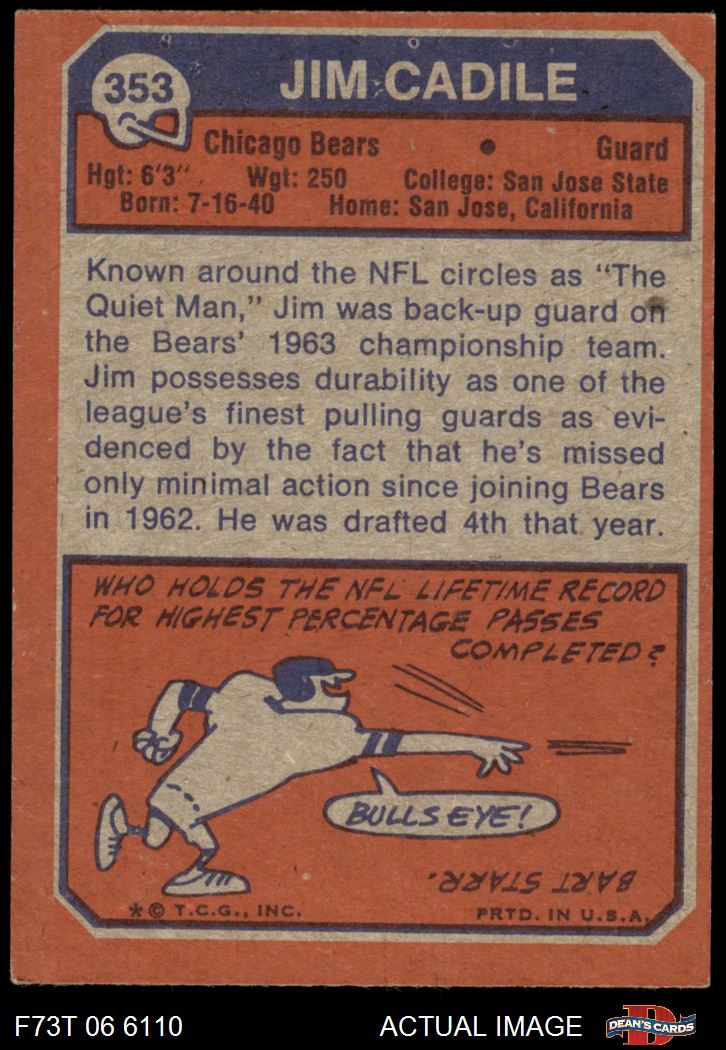 353
JIM CADILE
Chicago Bears • Guard
Hgt: 6'3" Wgt: 250 College: San Jose State
Born: 7-16-40 Home: San Jose, California
Known around the NFL circles as "The
Quiet Man," Jim was back-up guard on
the Bears' 1963 championship team.
Jim possesses durability as one of the
league's finest pulling guards as evi-
denced by the fact that he's missed
only minimal action since joining Bears
in 1962. He was drafted 4th that year.
WHO HOLDS THE NFL LIFETIME RECORD
FOR HIGHEST PERCENTAGE PASSES
COMPLETED?
BULLS EYE!
BART STARR.
*© T.C.G., INC. PRTD. IN U.S.A.
F73T 06 6110 ACTUAL IMAGE D DEAN'S CARDS